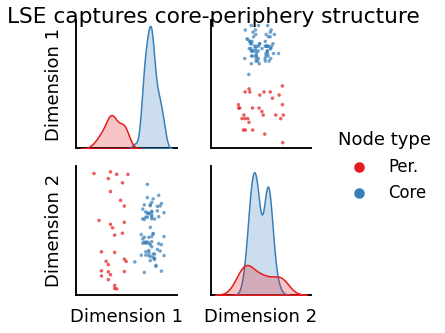 LSE captures core-periphery structure
Dimension 1
Node type
Per.
Core
Dimension 2
Dimension 1
Dimension 2